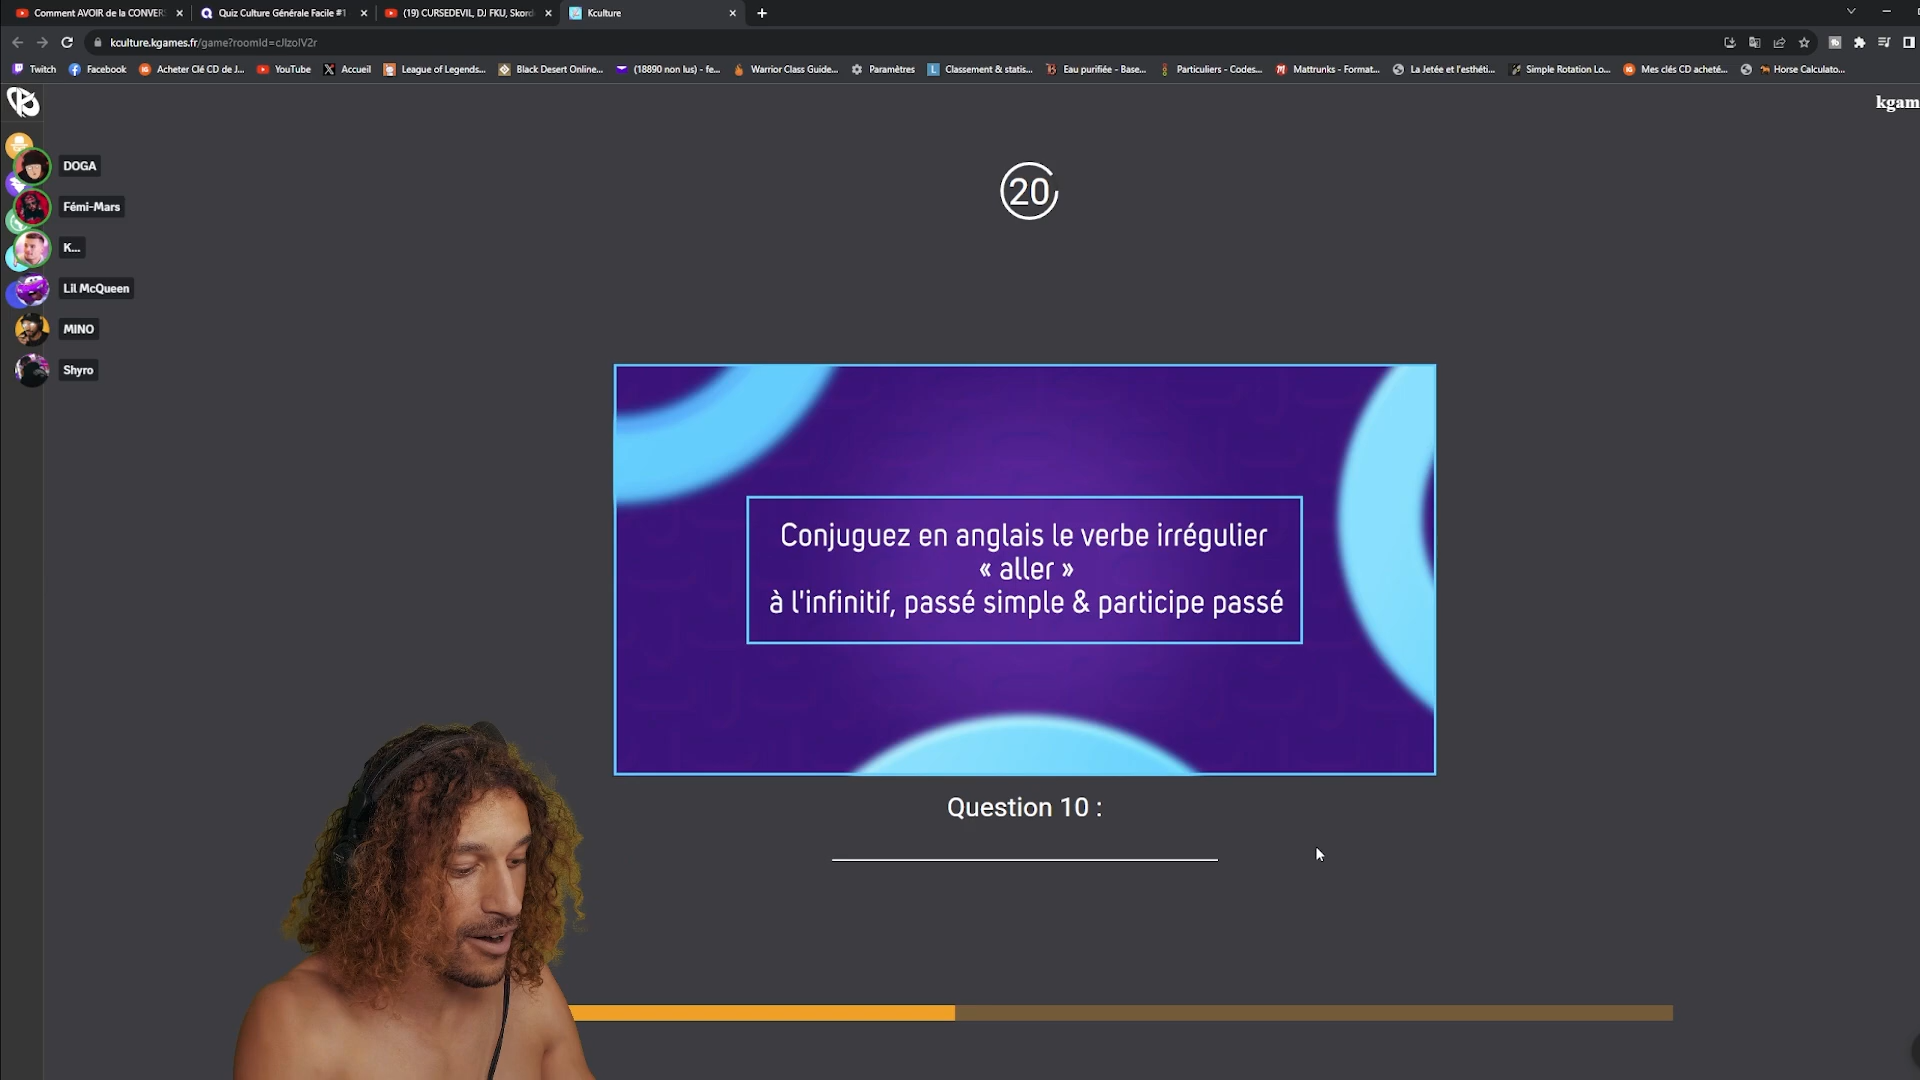 Comment AVOIR de la CONVER
Quiz Culture Générale Facile #1
(19) CURSEDEVIL, DJ FKU, Skord
Kculture
kculture.kgames.fr/game?roomId=cJIzo!V2r
Twitch
Facebook
Acheter Clé CD de J...
YouTube
Accueil
League of Legends...
Black Desert Online...
(18890 non lus) - fe...
Warrior Class Guide...
Paramètres
Classement & statis...
Eau purifiée - Base...
Particuliers - Codes...
Mattrunks - Format...
La Jetée et l'esthéti...
Simple Rotation Lo...
Mes clés CD acheté...
Horse Calculato...
kgam
DOGA
Fémi-Mars
K...
Lil McQueen
MINO
Shyro
20
Conjuguez en anglais le verbe irrégulier
« aller »
à l'infinitif, passé simple & participe passé
Question 10 :